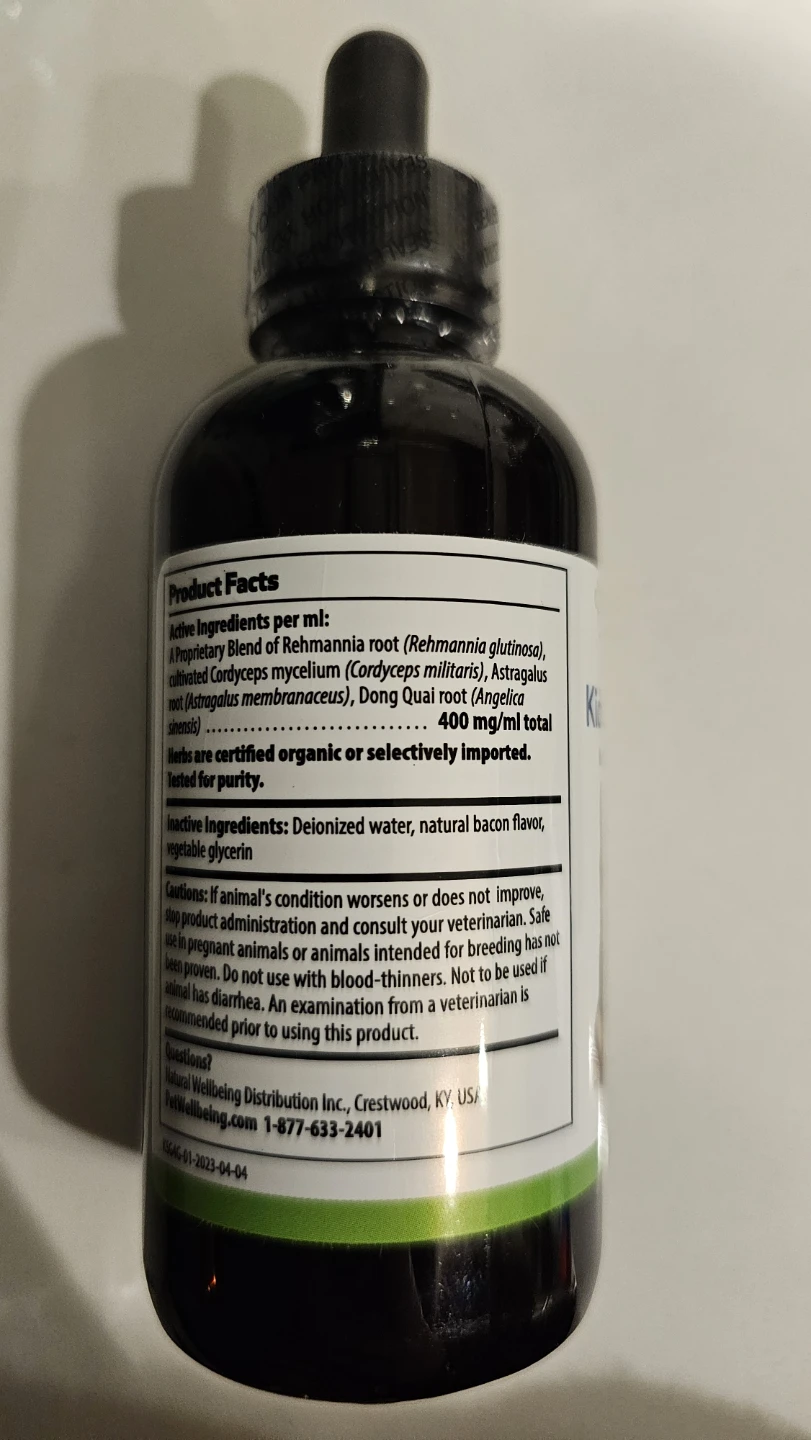 Product Facts
Active Ingredients per ml:
A Proprietary Blend of Rehmannia root (Rehmannia glutinosa),
cultivated Cordyceps mycelium (Cordyceps militaris), Astragalus
root (Astragalus membranaceus), Dong Quai root (Angelica
sinensis) .............................. 400 mg/ml total
Herbs are certified organic or selectively imported.
Tested for purity.
Inactive Ingredients: Deionized water, natural bacon flavor,
vegetable glycerin
Cautions: If animal's condition worsens or does not improve,
stop product administration and consult your veterinarian. Safe
use in pregnant animals or animals intended for breeding has not
been proven. Do not use with blood-thinners. Not to be used if
animal has diarrhea. An examination from a veterinarian is
recommended prior to using this product.
Questions?
Natural Wellbeing Distribution Inc., Crestwood, KY, USA
PetWellbeing.com 1-877-633-2401
-01-2023-04-04